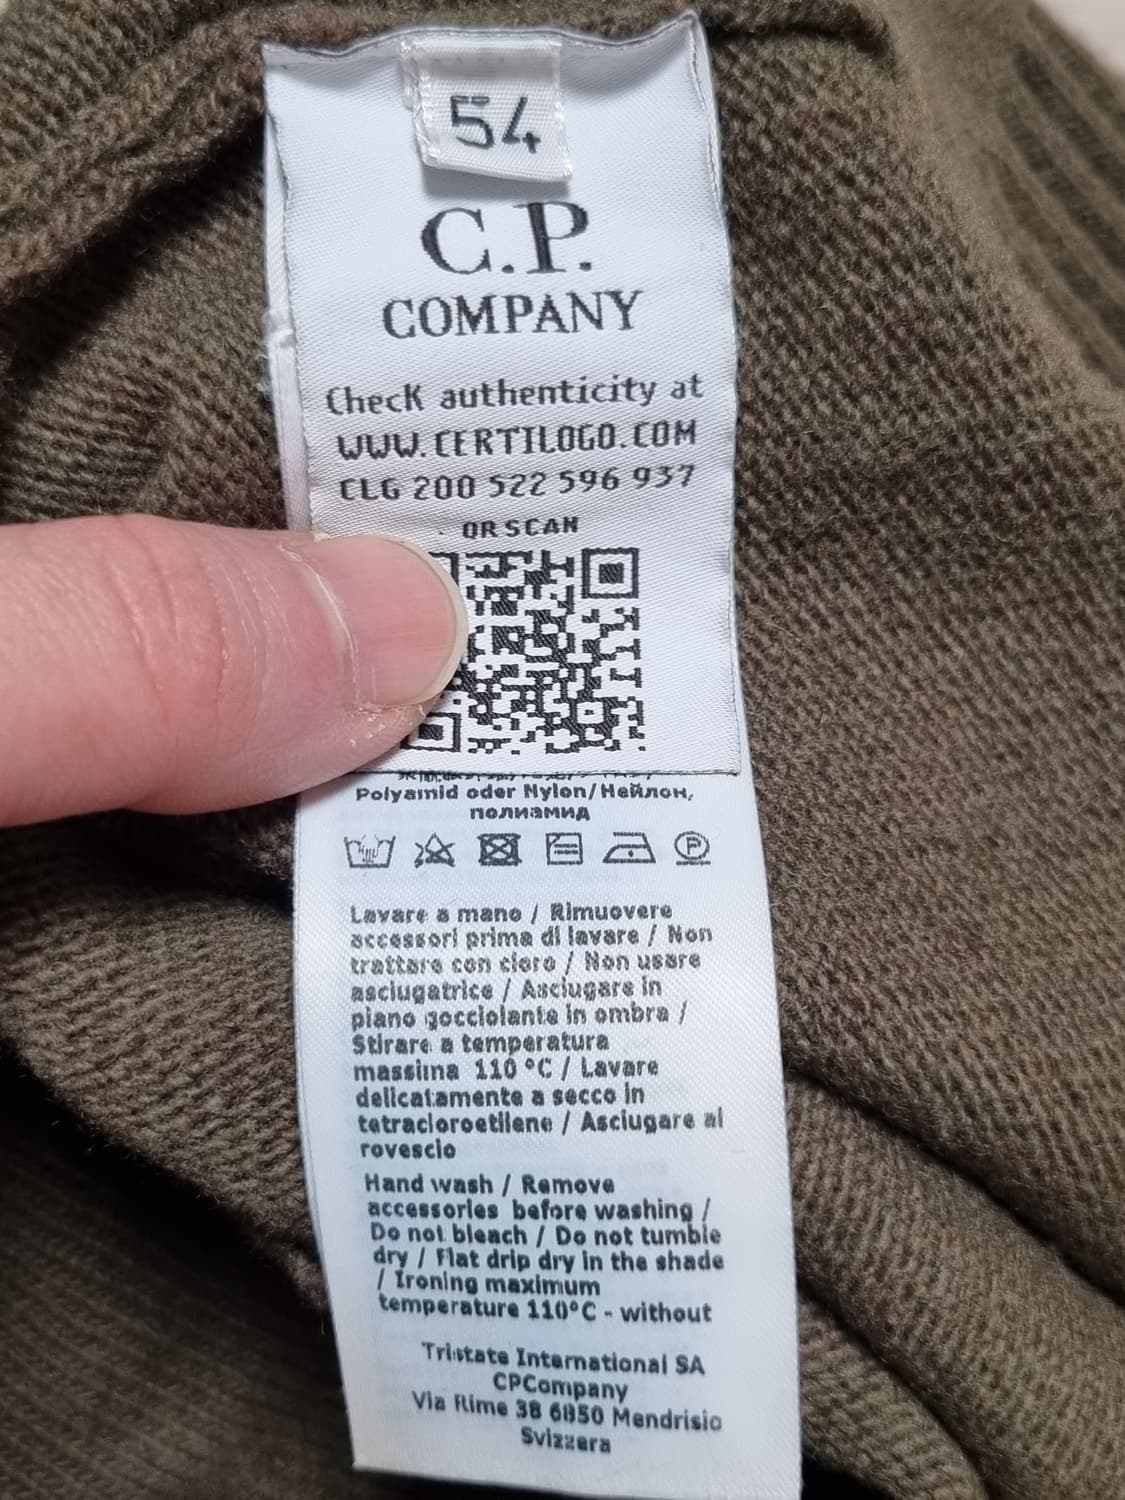 54
C.P.
COMPANY
Check authenticity at
WWW.CERTILOGO.COM
CLG 200 522 596 937
OR SCAN
Polyamid oder Nylon/Нейлон,
полиамид
P
Lavare a mano / Rimuovere
accessori prima di lavare / Non
trattare con cloro / Non usare
asciugatrice / Asciugare in
piano gocciolante in ombra /
Stirare a temperatura
massima 110 °C / Lavare
delicatamente a secco in
tetracloroetilene / Asciugare al
rovescio
Hand wash / Remove
accessories before washing /
Do not bleach / Do not tumble
dry / Flat drip dry in the shade
/ Ironing maximum
temperature 110°C - without
Tristate International SA
CPCompany
Via Rime 38 6850 Mendrisio
Svizzera